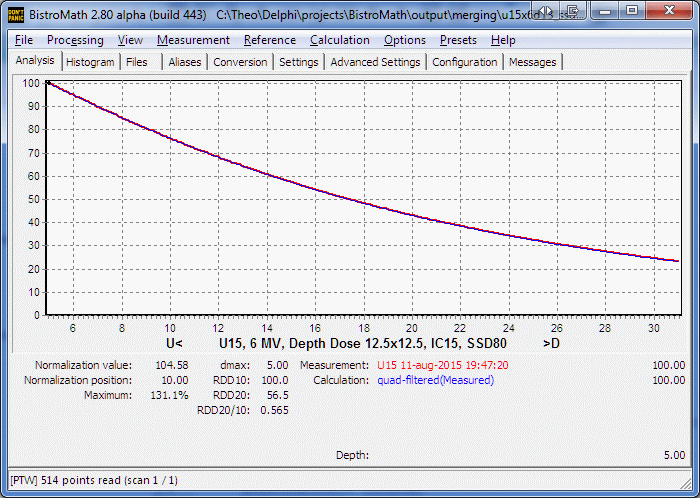 DON'T PANIC BistroMath 2.80 alpha (build 443) C:\Theo\Delphi\projects\BistroMath\output\merging\u15x6d13_ssd
File Processing View Measurement Reference Calculation Options Presets Help
Analysis Histogram Files Aliases Conversion Settings Advanced Settings Configuration Messages
100
90
80
70
60
50
40
30
20
10
0
6 8 10 12 14 16 18 20 22 24 26 28 30
U< U15, 6 MV, Depth Dose 12.5x12.5, IC15, SSD80 >D
Normalization value: 104.58 dmax: 5.00 Measurement: U15 11-aug-2015 19:47:20 100.00
Normalization position: 10.00 RDD10: 100.0 Calculation: quad-filtered(Measured) 100.00
Maximum: 131.1% RDD20: 56.5
RDD20/10: 0.565
Depth: 5.00
[PTW] 514 points read (scan 1 / 1)